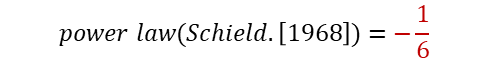 power law(Schield. [1968]) = −1/6